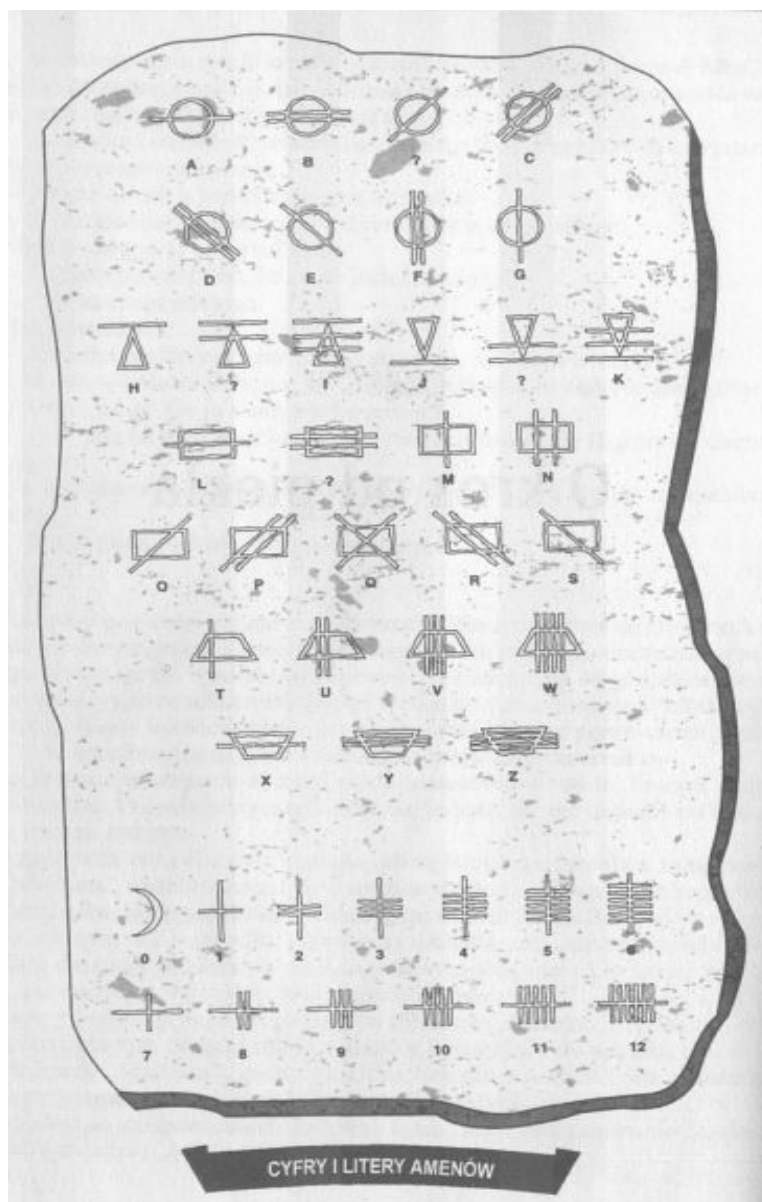 A B ? C
D E F G
H ? I J ? K
L ? M N
O P Q R S
T U V W
X Y Z
0 1 2 3 4 5 6
7 8 9 10 11 12
CYFRY I LITERY AMENÓW